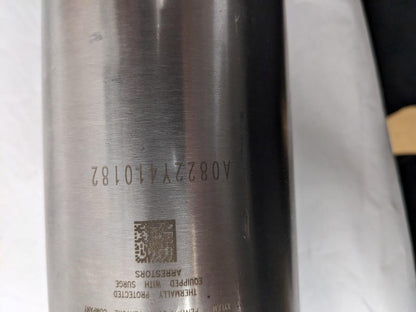 THERMALLY PROTECTED
EQUIPPED WITH SURGE
ARRESTORS
A0822Y410182